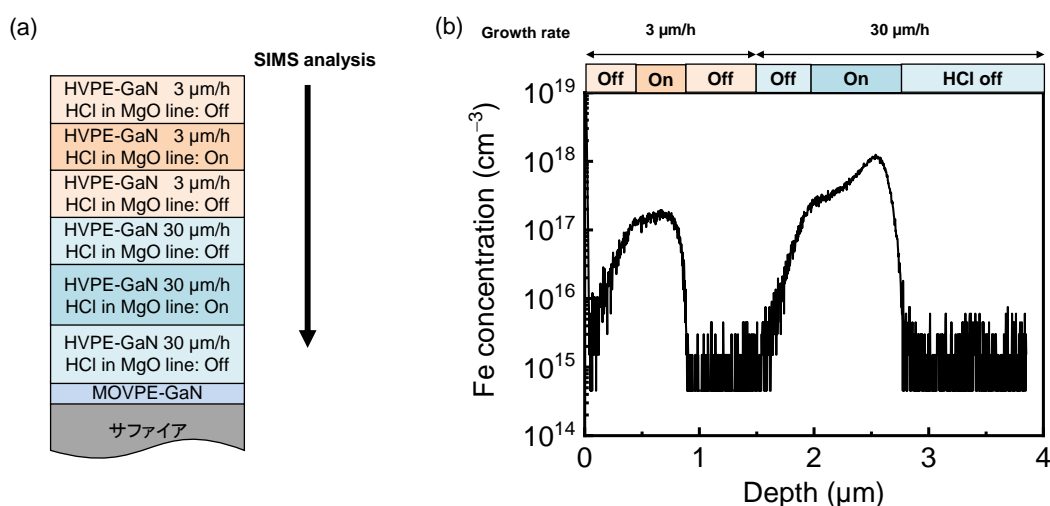 (a)
SIMS analysis
HVPE-GaN 3 µm/h
HCl in MgO line: Off
HVPE-GaN 3 µm/h
HCl in MgO line: On
HVPE-GaN 3 µm/h
HCl in MgO line: Off
HVPE-GaN 30 µm/h
HCl in MgO line: Off
HVPE-GaN 30 µm/h
HCl in MgO line: On
HVPE-GaN 30 µm/h
HCl in MgO line: Off
MOVPE-GaN
サファイア
(b)
Growth rate
3 µm/h
30 µm/h
Off On Off Off On HCl off
Fe concentration (cm⁻³)
10¹⁹
10¹⁸
10¹⁷
10¹⁶
10¹⁵
10¹⁴
0 1 2 3 4
Depth (µm)